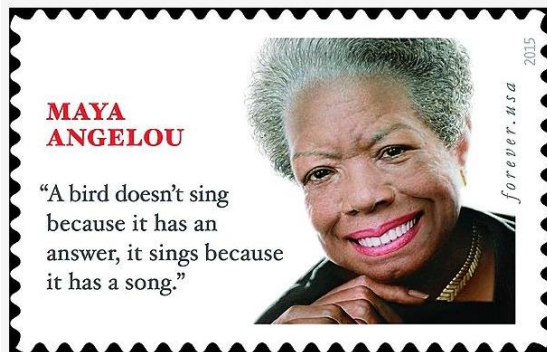 MAYA
ANGELOU
“A bird doesn’t sing
because it has an
answer, it sings because
it has a song.”
forever.usa
2015